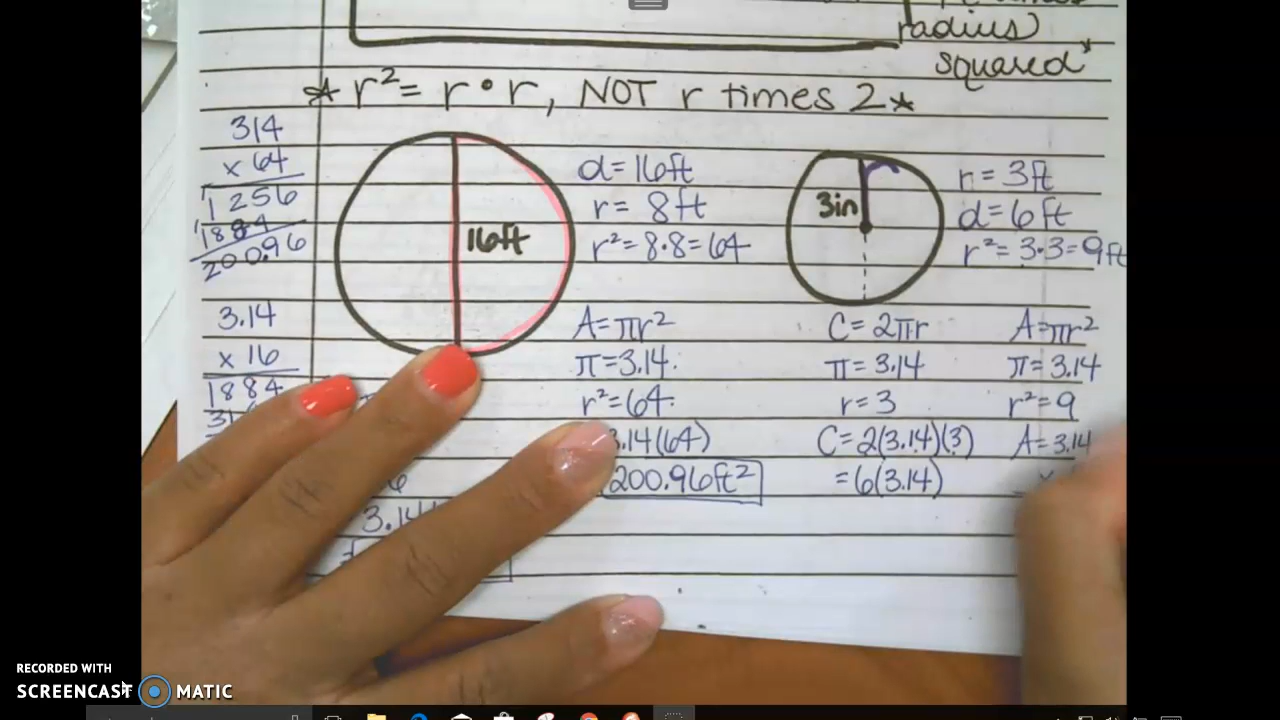 radius)
squared*
* r² = r • r, NOT r times 2 *
314
x 64
1256
1884
200.96
3.14
x 16
1884
16ft
d=16ft
r= 8ft
r²=8·8=64
A=πr²
π=3.14
r²=64
3.14(64)
200.96ft²
3in
r=3ft
d=6ft
r²=3·3=9ft
C=2πr
π=3.14
r=3
C=2(3.14)(3)
=6(3.14)
A=πr²
π=3.14
r²=9
A=3.14
6
3.14
RECORDED WITH
SCREENCAST MATIC